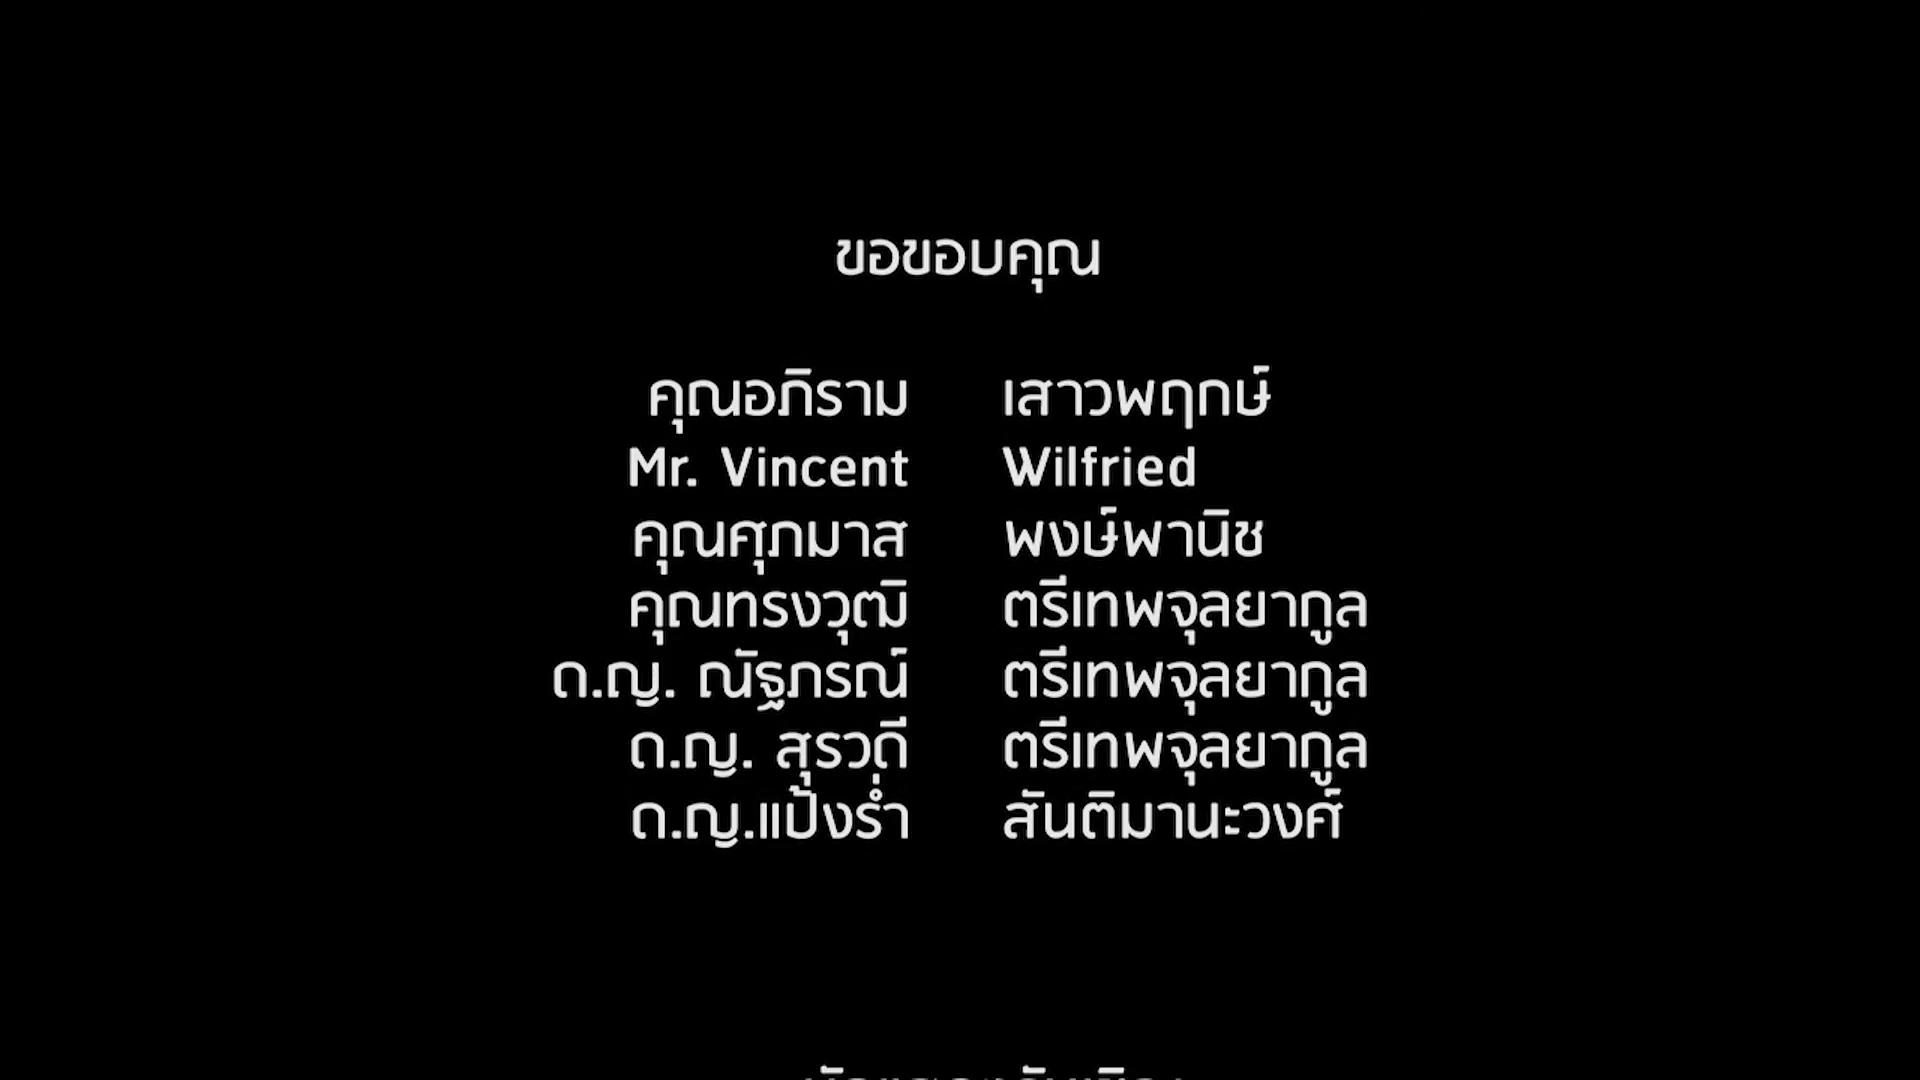 ขอขอบคุณ
คุณอภิราม เสาวพฤกษ์
Mr. Vincent Wilfried
คุณศุภมาส พงษ์พานิช
คุณทรงวุฒิ ตรีเทพจุลยากูล
ด.ญ. ณัฐภรณ์ ตรีเทพจุลยากูล
ด.ญ. สุรวดี ตรีเทพจุลยากูล
ด.ญ.แป้งร่ำ สันติมานะวงศ์